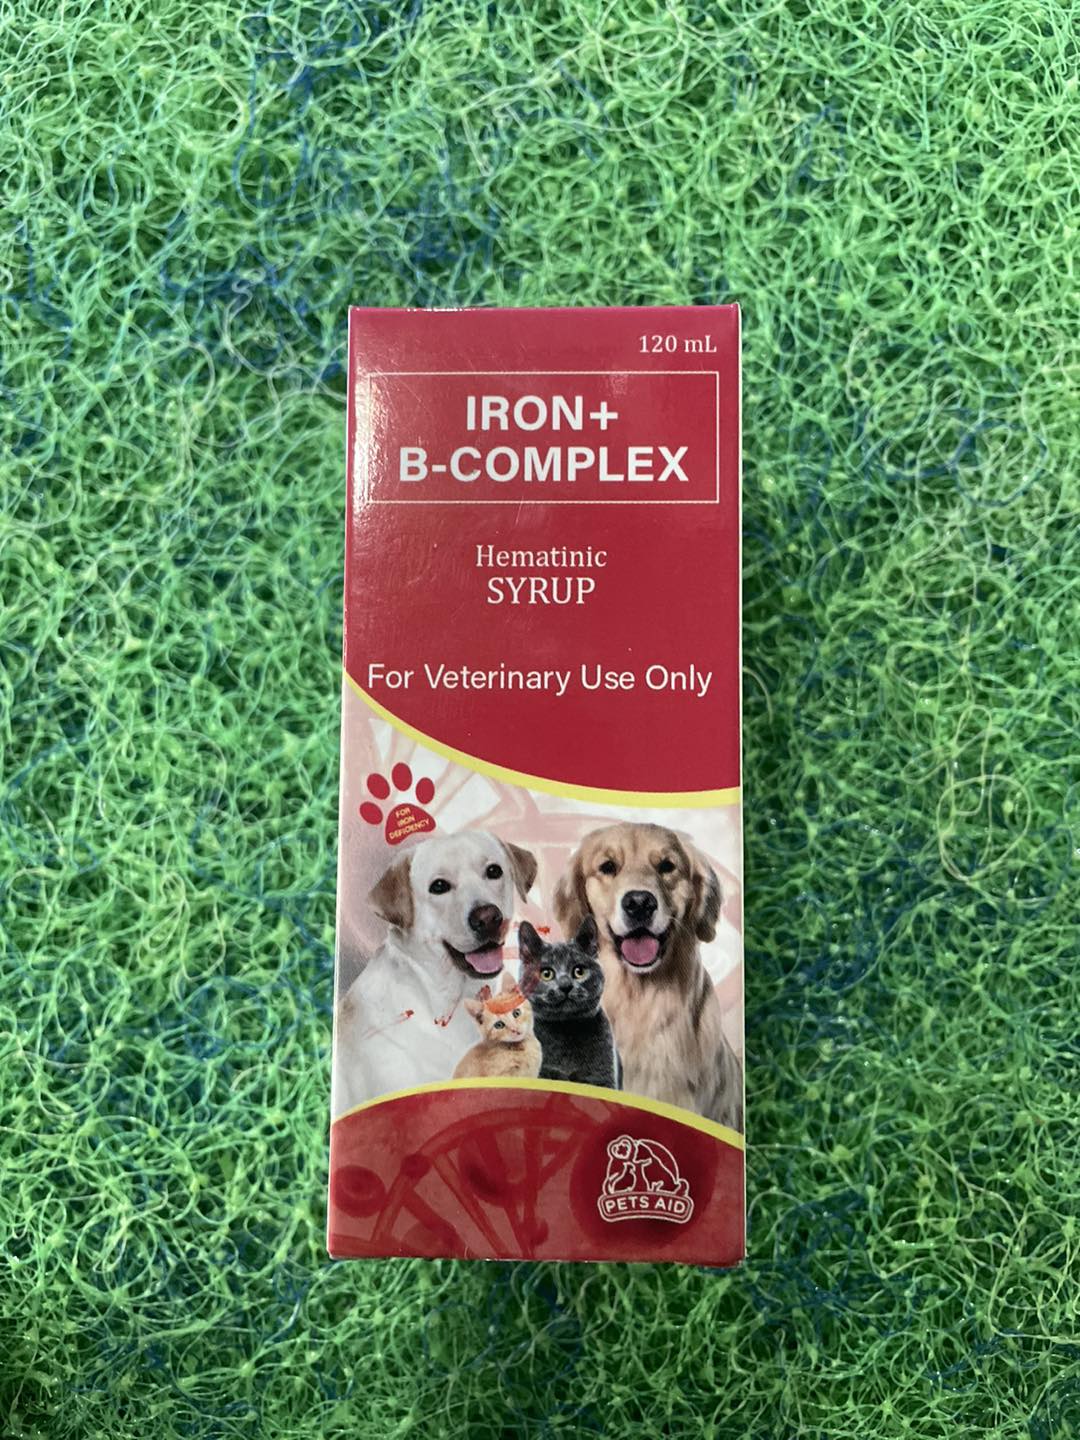 120 mL
IRON+
B-COMPLEX
Hematinic
SYRUP
For Veterinary Use Only
FOR
IRON
DEFICIENCY
PETS AID